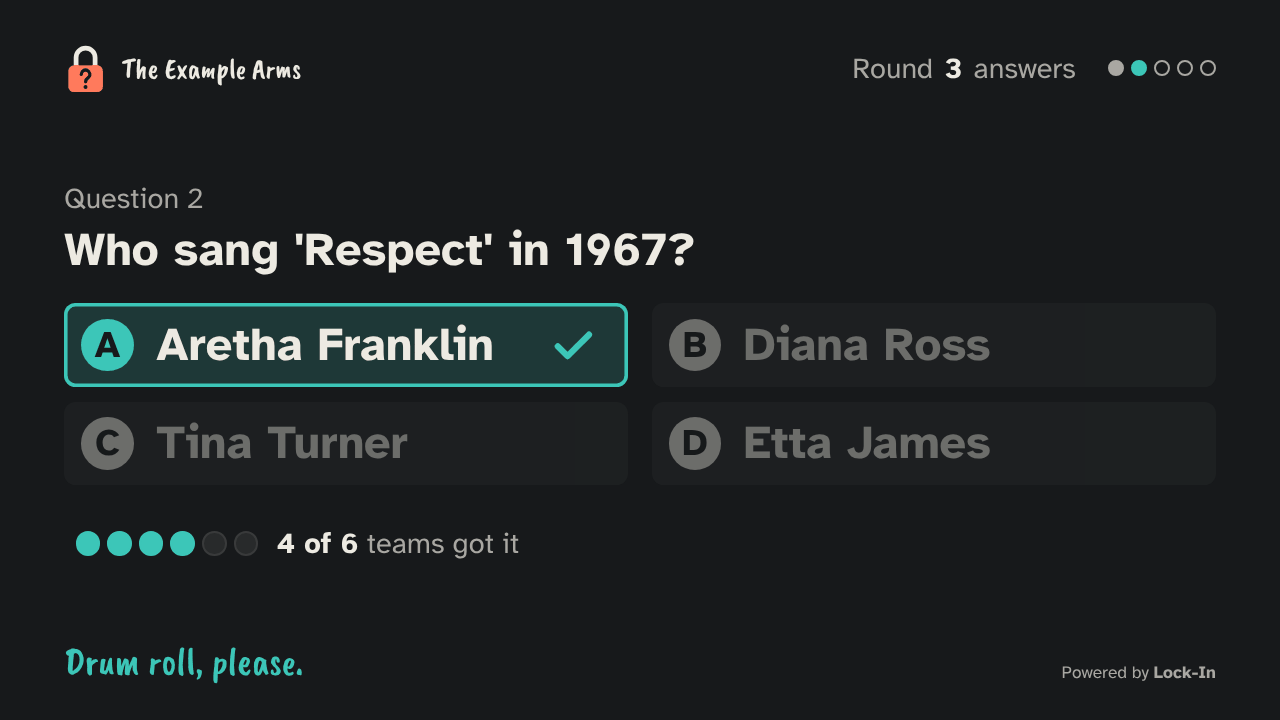 ?
The Example Arms
Round 3 answers
Question 2
Who sang 'Respect' in 1967?
A Aretha Franklin
B Diana Ross
C Tina Turner
D Etta James
4 of 6 teams got it
Drum roll, please.
Powered by Lock-In